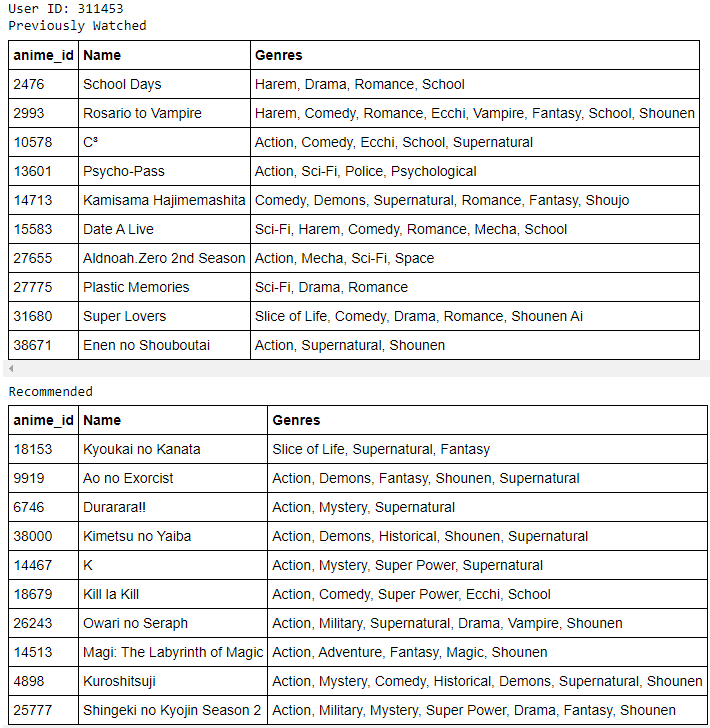 User ID: 311453
Previously Watched
anime_id Name Genres
2476 School Days Harem, Drama, Romance, School
2993 Rosario to Vampire Harem, Comedy, Romance, Ecchi, Vampire, Fantasy, School, Shounen
10578 C³ Action, Comedy, Ecchi, School, Supernatural
13601 Psycho-Pass Action, Sci-Fi, Police, Psychological
14713 Kamisama Hajimemashita Comedy, Demons, Supernatural, Romance, Fantasy, Shoujo
15583 Date A Live Sci-Fi, Harem, Comedy, Romance, Mecha, School
27655 Aldnoah.Zero 2nd Season Action, Mecha, Sci-Fi, Space
27775 Plastic Memories Sci-Fi, Drama, Romance
31680 Super Lovers Slice of Life, Comedy, Drama, Romance, Shounen Ai
38671 Enen no Shouboutai Action, Supernatural, Shounen
Recommended
anime_id Name Genres
18153 Kyoukai no Kanata Slice of Life, Supernatural, Fantasy
9919 Ao no Exorcist Action, Demons, Fantasy, Shounen, Supernatural
6746 Durarara!! Action, Mystery, Supernatural
38000 Kimetsu no Yaiba Action, Demons, Historical, Shounen, Supernatural
14467 K Action, Mystery, Super Power, Supernatural
18679 Kill la Kill Action, Comedy, Super Power, Ecchi, School
26243 Owari no Seraph Action, Military, Supernatural, Drama, Vampire, Shounen
14513 Magi: The Labyrinth of Magic Action, Adventure, Fantasy, Magic, Shounen
4898 Kuroshitsuji Action, Mystery, Comedy, Historical, Demons, Supernatural, Shounen
25777 Shingeki no Kyojin Season 2 Action, Military, Mystery, Super Power, Drama, Fantasy, Shounen